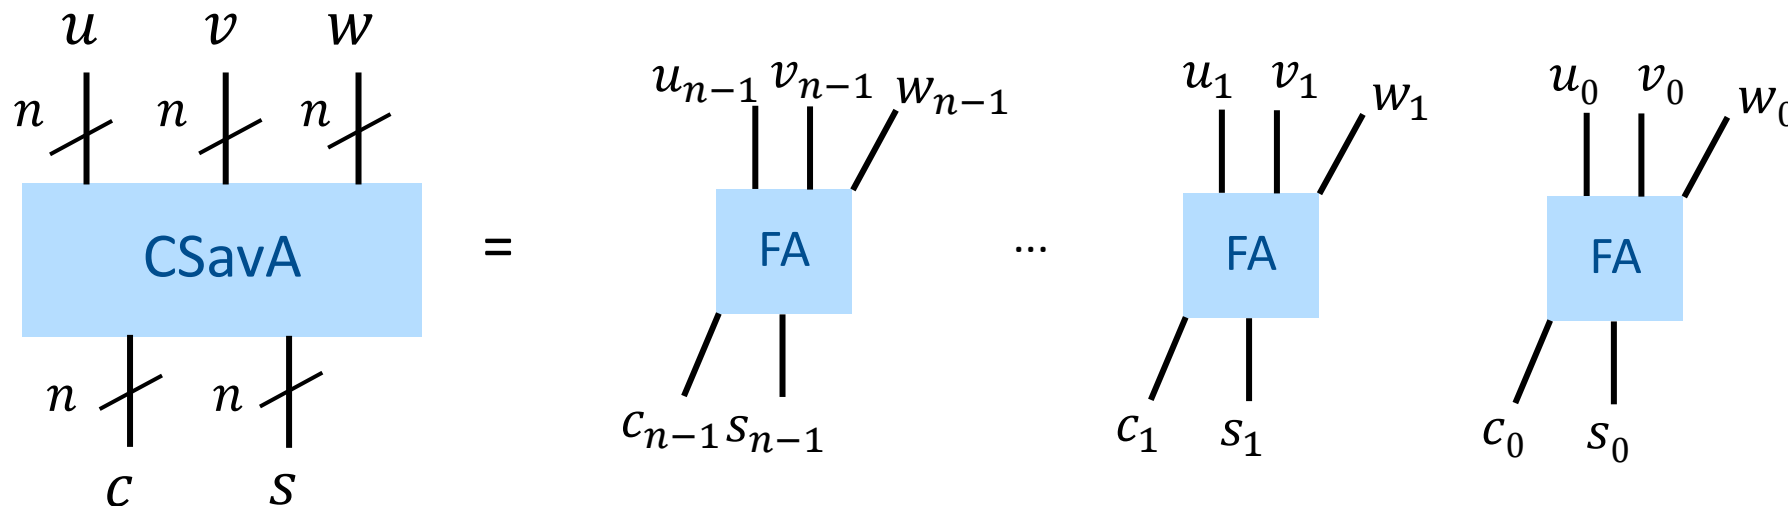 u v w
n n n
CSavA
n n
c s
=
u_{n-1} v_{n-1} w_{n-1}
FA
c_{n-1} s_{n-1}
...
u_1 v_1 w_1
FA
c_1 s_1
u_0 v_0 w_0
FA
c_0 s_0